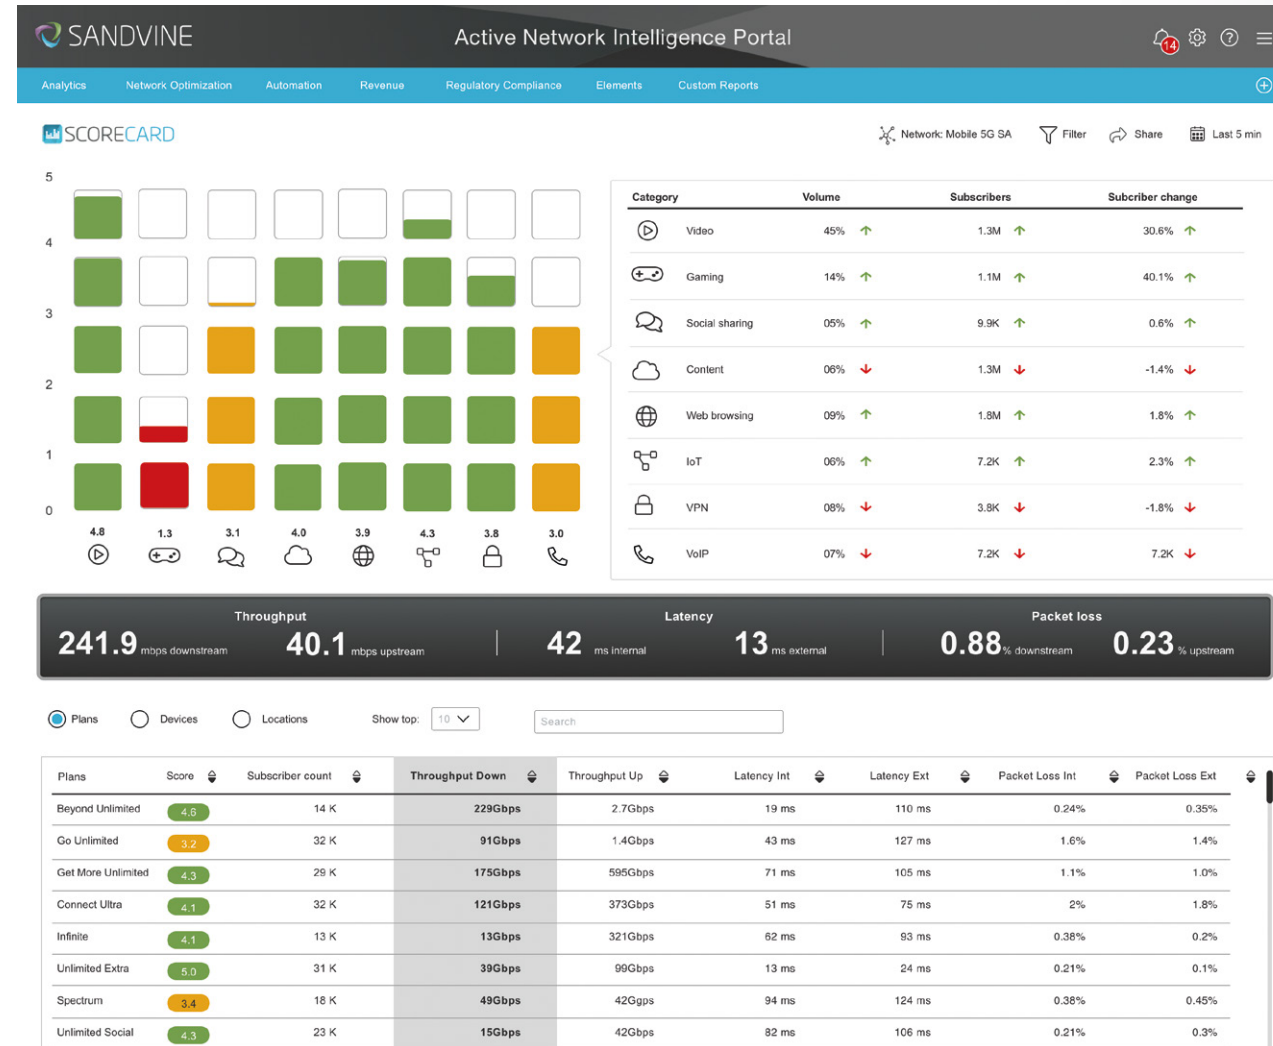 SANDVINE
Active Network Intelligence Portal
14
Analytics Network Optimization Automation Revenue Regulatory Compliance Elements Custom Reports
SCORECARD
Network: Mobile 5G SA Filter Share Last 5 min
5
4
3
2
1
0
4.8 1.3 3.1 4.0 3.9 4.3 3.8 3.0
Category Volume Subscribers Subcriber change
Video 45% 1.3M 30.6%
Gaming 14% 1.1M 40.1%
Social sharing 05% 9.9K 0.6%
Content 06% 1.3M -1.4%
Web browsing 09% 1.8M 1.8%
IoT 06% 7.2K 2.3%
VPN 08% 3.8K -1.8%
VoIP 07% 7.2K 7.2K
Throughput Latency Packet loss
241.9 mbps downstream 40.1 mbps upstream 42 ms internal 13 ms external 0.88 % downstream 0.23 % upstream
Plans Devices Locations Show top: 10 Search
Plans Score Subscriber count Throughput Down Throughput Up Latency Int Latency Ext Packet Loss Int Packet Loss Ext
Beyond Unlimited 4.6 14 K 229Gbps 2.7Gbps 19 ms 110 ms 0.24% 0.35%
Go Unlimited 3.2 32 K 91Gbps 1.4Gbps 43 ms 127 ms 1.6% 1.4%
Get More Unlimited 4.3 29 K 175Gbps 595Gbps 71 ms 105 ms 1.1% 1.0%
Connect Ultra 4.1 32 K 121Gbps 373Gbps 51 ms 75 ms 2% 1.8%
Infinite 4.1 13 K 13Gbps 321Gbps 62 ms 93 ms 0.38% 0.2%
Unlimited Extra 5.0 31 K 39Gbps 99Gbps 13 ms 24 ms 0.21% 0.1%
Spectrum 3.4 18 K 49Gbps 42Ggps 94 ms 124 ms 0.38% 0.45%
Unlimited Social 4.3 23 K 15Gbps 42Gbps 82 ms 106 ms 0.21% 0.3%